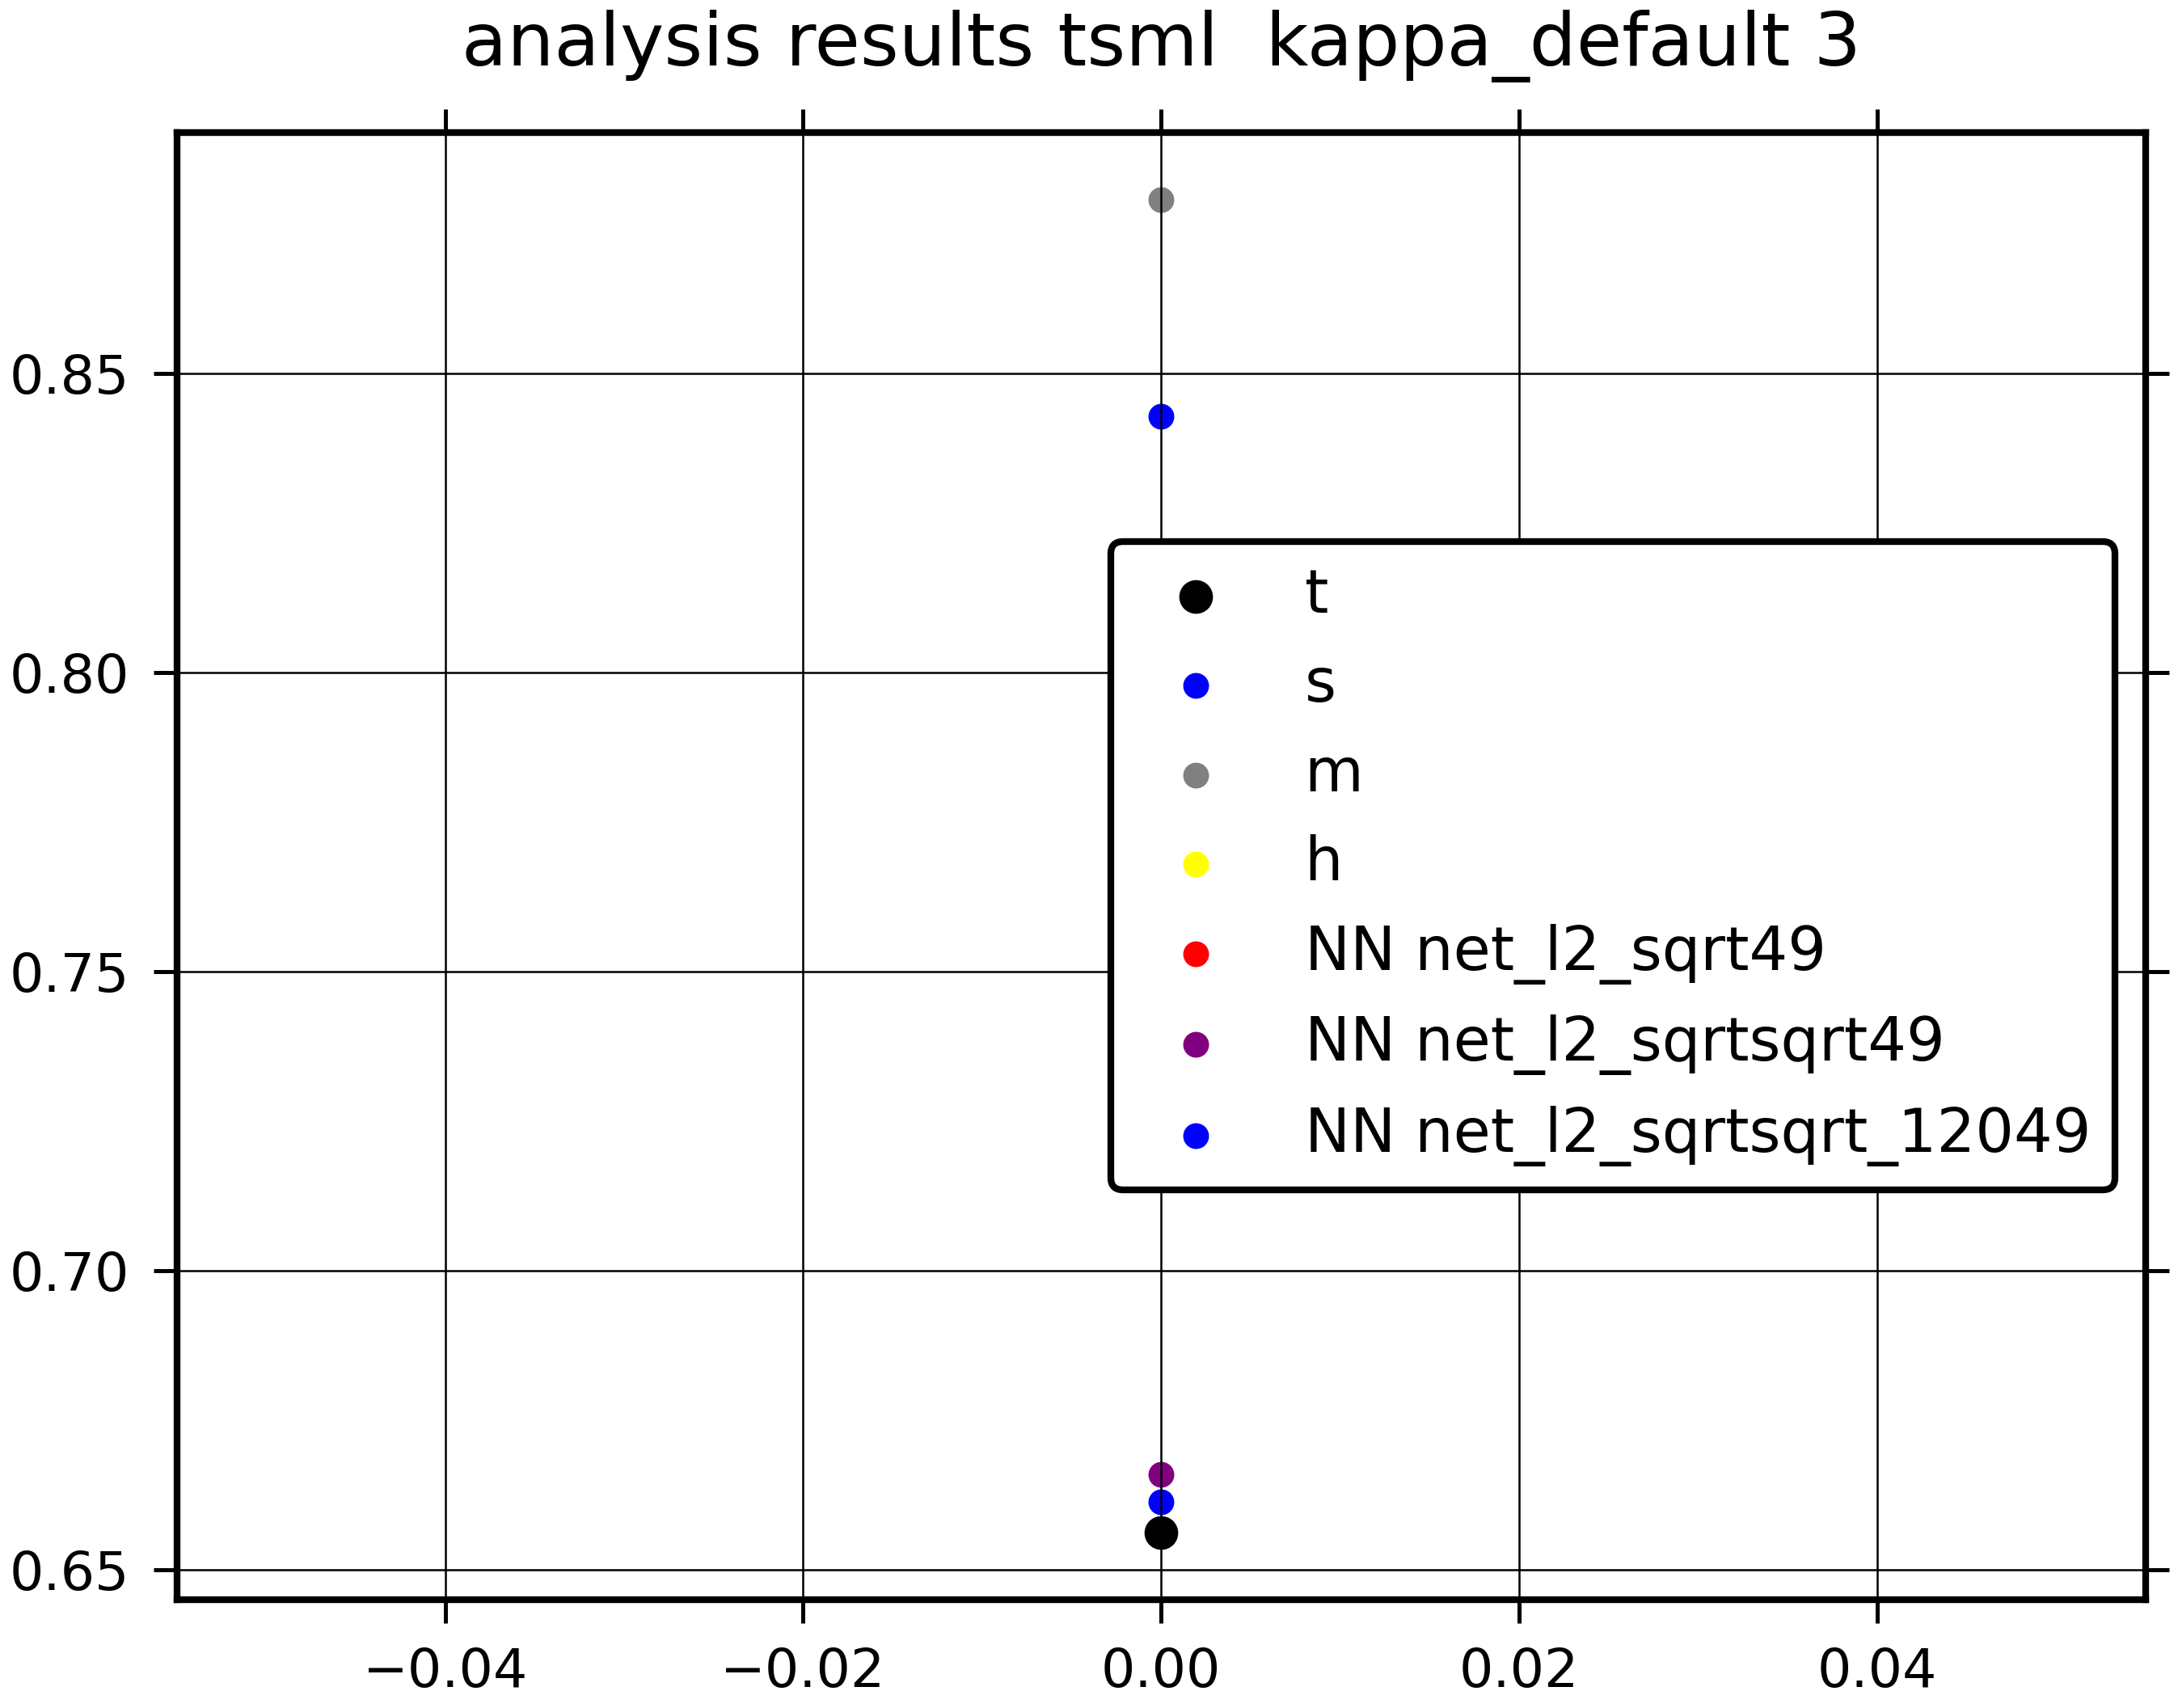 analysis results tsml  kappa_default 3
0.85
0.80
0.75
0.70
0.65
t
s
m
h
NN net_l2_sqrt49
NN net_l2_sqrtsqrt49
NN net_l2_sqrtsqrt_12049
−0.04 −0.02 0.00 0.02 0.04